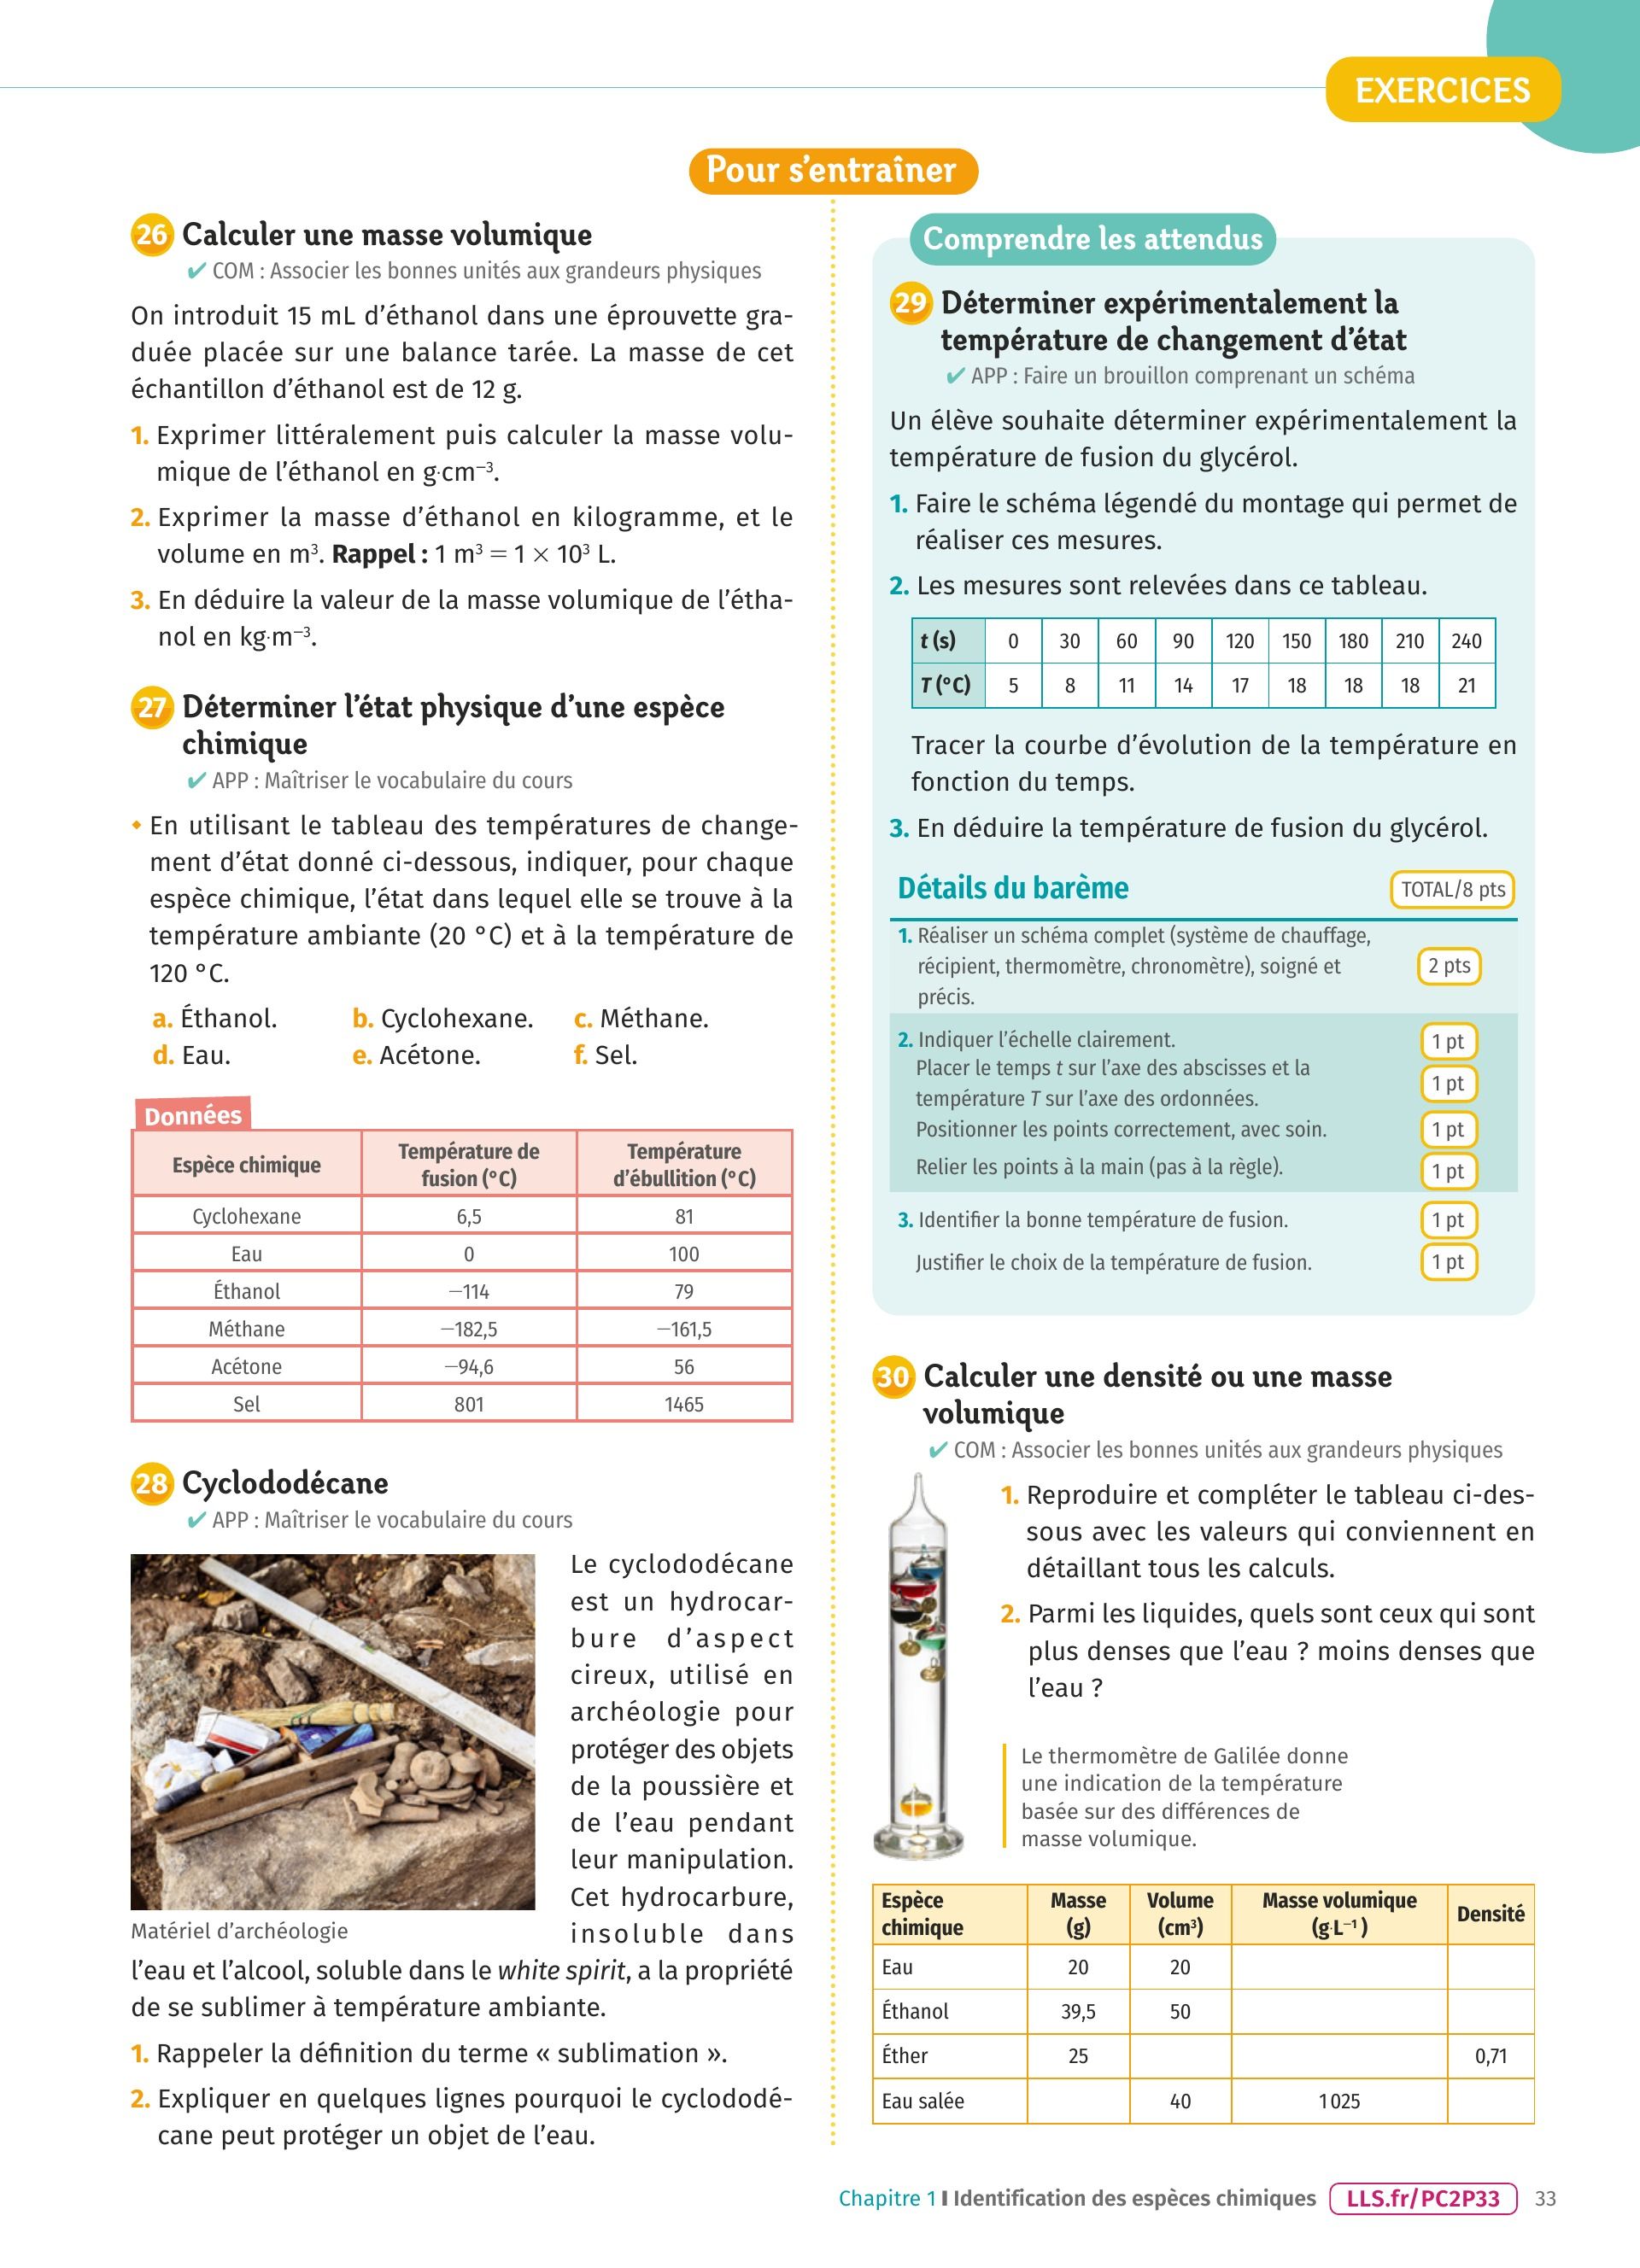 EXERCICES
Pour s'entraîner
26 Calculer une masse volumique
✔ COM : Associer les bonnes unités aux grandeurs physiques
On introduit 15 mL d'éthanol dans une éprouvette gra-
duée placée sur une balance tarée. La masse de cet
échantillon d'éthanol est de 12 g.
1. Exprimer littéralement puis calculer la masse volu-
mique de l'éthanol en g·cm⁻³.
2. Exprimer la masse d'éthanol en kilogramme, et le
volume en m³. Rappel : 1 m³ = 1 × 10³ L.
3. En déduire la valeur de la masse volumique de l'étha-
nol en kg·m⁻³.
27 Déterminer l'état physique d'une espèce
chimique
✔ APP : Maîtriser le vocabulaire du cours
◆ En utilisant le tableau des températures de change-
ment d'état donné ci-dessous, indiquer, pour chaque
espèce chimique, l'état dans lequel elle se trouve à la
température ambiante (20 °C) et à la température de
120 °C.
a. Éthanol. b. Cyclohexane. c. Méthane.
d. Eau. e. Acétone. f. Sel.
Données
Espèce chimique Température de fusion (°C) Température d'ébullition (°C)
Cyclohexane 6,5 81
Eau 0 100
Éthanol −114 79
Méthane −182,5 −161,5
Acétone −94,6 56
Sel 801 1465
28 Cyclododécane
✔ APP : Maîtriser le vocabulaire du cours
Le cyclododécane
est un hydrocar-
bure d'aspect
cireux, utilisé en
archéologie pour
protéger des objets
de la poussière et
de l'eau pendant
leur manipulation.
Cet hydrocarbure,
insoluble dans
Matériel d'archéologie
l'eau et l'alcool, soluble dans le white spirit, a la propriété
de se sublimer à température ambiante.
1. Rappeler la définition du terme « sublimation ».
2. Expliquer en quelques lignes pourquoi le cyclododé-
cane peut protéger un objet de l'eau.
Comprendre les attendus
29 Déterminer expérimentalement la
température de changement d'état
✔ APP : Faire un brouillon comprenant un schéma
Un élève souhaite déterminer expérimentalement la
température de fusion du glycérol.
1. Faire le schéma légendé du montage qui permet de
réaliser ces mesures.
2. Les mesures sont relevées dans ce tableau.
t (s) 0 30 60 90 120 150 180 210 240
T (°C) 5 8 11 14 17 18 18 18 21
Tracer la courbe d'évolution de la température en
fonction du temps.
3. En déduire la température de fusion du glycérol.
Détails du barème TOTAL/8 pts
1. Réaliser un schéma complet (système de chauffage,
récipient, thermomètre, chronomètre), soigné et 2 pts
précis.
2. Indiquer l'échelle clairement. 1 pt
Placer le temps t sur l'axe des abscisses et la 1 pt
température T sur l'axe des ordonnées.
Positionner les points correctement, avec soin. 1 pt
Relier les points à la main (pas à la règle). 1 pt
3. Identifier la bonne température de fusion. 1 pt
Justifier le choix de la température de fusion. 1 pt
30 Calculer une densité ou une masse
volumique
✔ COM : Associer les bonnes unités aux grandeurs physiques
1. Reproduire et compléter le tableau ci-des-
sous avec les valeurs qui conviennent en
détaillant tous les calculs.
2. Parmi les liquides, quels sont ceux qui sont
plus denses que l'eau ? moins denses que
l'eau ?
Le thermomètre de Galilée donne
une indication de la température
basée sur des différences de
masse volumique.
Espèce chimique Masse (g) Volume (cm³) Masse volumique (g·L⁻¹) Densité
Eau 20 20
Éthanol 39,5 50
Éther 25 0,71
Eau salée 40 1 025
Chapitre 1 I Identification des espèces chimiques LLS.fr/PC2P33 33